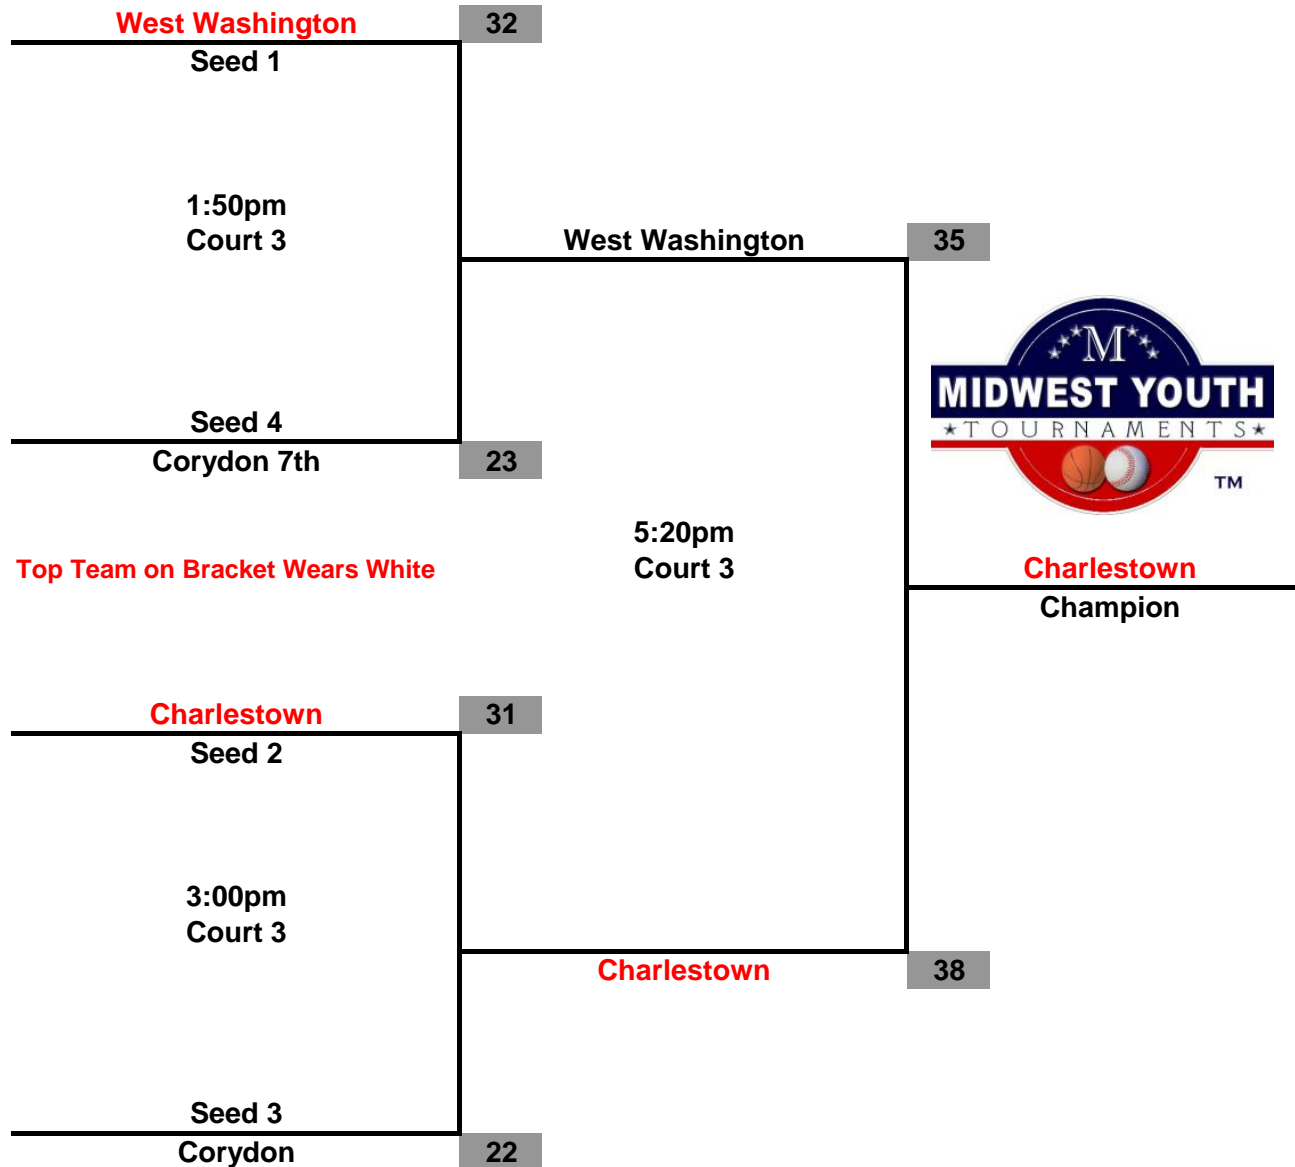 West Washington 32
Seed 1
1:50pm
Court 3
West Washington 35
M
MIDWEST YOUTH
TOURNAMENTS
TM
Seed 4
Corydon 7th 23
5:20pm
Top Team on Bracket Wears White
Court 3
Charlestown
Champion
Charlestown 31
Seed 2
3:00pm
Court 3
Charlestown 38
Seed 3
Corydon 22